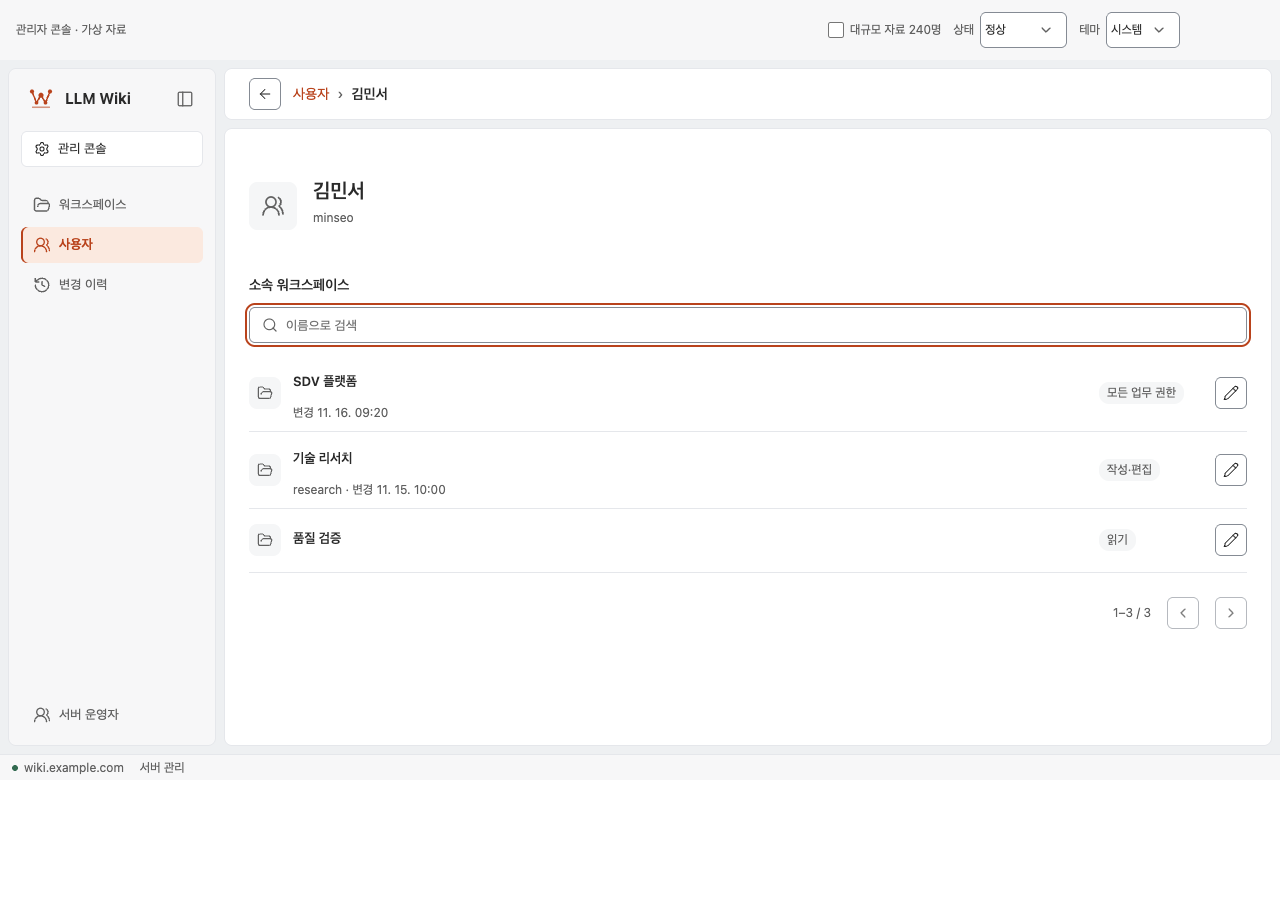 관리자 콘솔 · 가상 자료
대규모 자료 240명 상태 정상 테마 시스템
LLM Wiki
관리 콘솔
워크스페이스
사용자
변경 이력
서버 운영자
사용자 › 김민서
김민서
minseo
소속 워크스페이스
이름으로 검색
SDV 플랫폼
변경 11. 16. 09:20
모든 업무 권한
기술 리서치
research · 변경 11. 15. 10:00
작성·편집
품질 검증
읽기
1–3 / 3
wiki.example.com 서버 관리